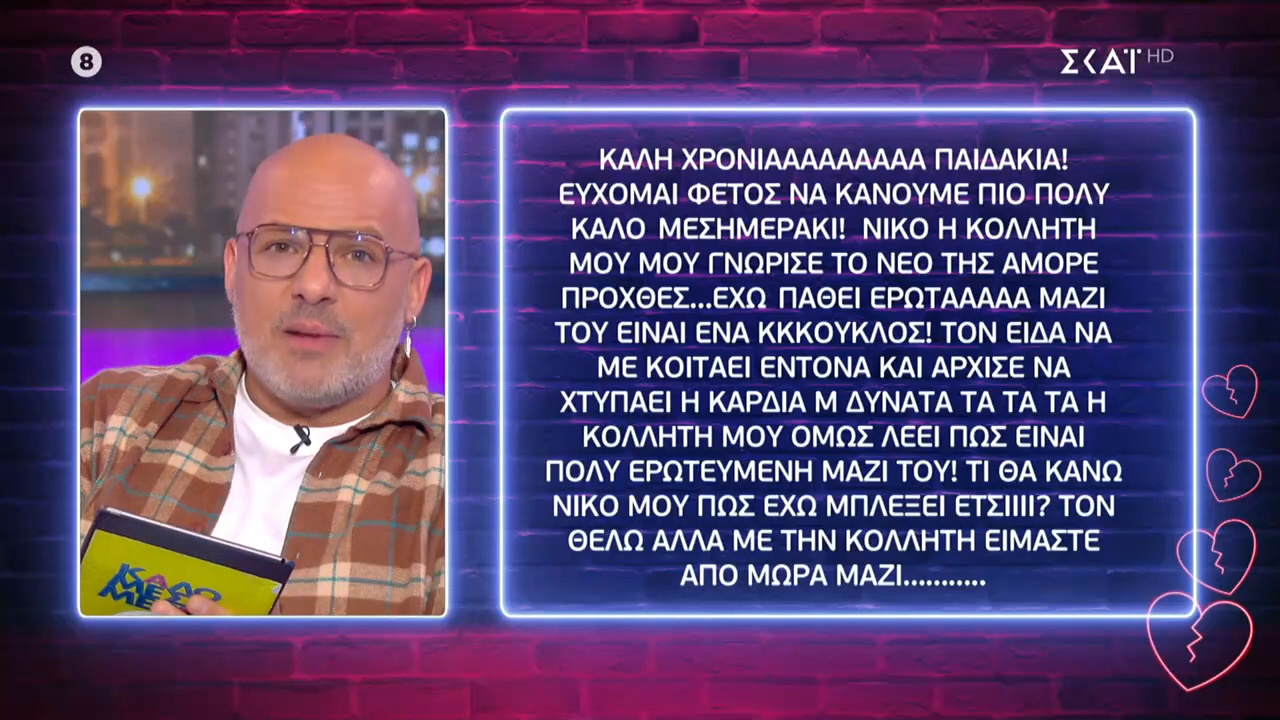 8
ΣΚΑΪ HD
ΚΑΛΗ ΧΡΟΝΙΑΑΑΑΑΑΑΑΑ ΠΑΙΔΑΚΙΑ!
ΕΥΧΟΜΑΙ ΦΕΤΟΣ ΝΑ ΚΑΝΟΥΜΕ ΠΙΟ ΠΟΛΥ
ΚΑΛΟ ΜΕΣΗΜΕΡΑΚΙ! ΝΙΚΟ Η ΚΟΛΛΗΤΗ
ΜΟΥ ΜΟΥ ΓΝΩΡΙΣΕ ΤΟ ΝΕΟ ΤΗΣ ΑΜΟΡΕ
ΠΡΟΧΘΕΣ...ΕΧΩ ΠΑΘΕΙ ΕΡΩΤΑΑΑΑΑ ΜΑΖΙ
ΤΟΥ ΕΙΝΑΙ ΕΝΑ ΚΚΚΟΥΚΛΟΣ! ΤΟΝ ΕΙΔΑ ΝΑ
ΜΕ ΚΟΙΤΑΕΙ ΕΝΤΟΝΑ ΚΑΙ ΑΡΧΙΣΕ ΝΑ
ΧΤΥΠΑΕΙ Η ΚΑΡΔΙΑ Μ ΔΥΝΑΤΑ ΤΑ ΤΑ ΤΑ Η
ΚΟΛΛΗΤΗ ΜΟΥ ΟΜΩΣ ΛΕΕΙ ΠΩΣ ΕΙΝΑΙ
ΠΟΛΥ ΕΡΩΤΕΥΜΕΝΗ ΜΑΖΙ ΤΟΥ! ΤΙ ΘΑ ΚΑΝΩ
ΝΙΚΟ ΜΟΥ ΠΩΣ ΕΧΩ ΜΠΛΕΞΕΙ ΕΤΣΙΙΙΙ? ΤΟΝ
ΘΕΛΩ ΑΛΛΑ ΜΕ ΤΗΝ ΚΟΛΛΗΤΗ ΕΙΜΑΣΤΕ
ΑΠΟ ΜΩΡΑ ΜΑΖΙ...........
ΚΑΛΟ